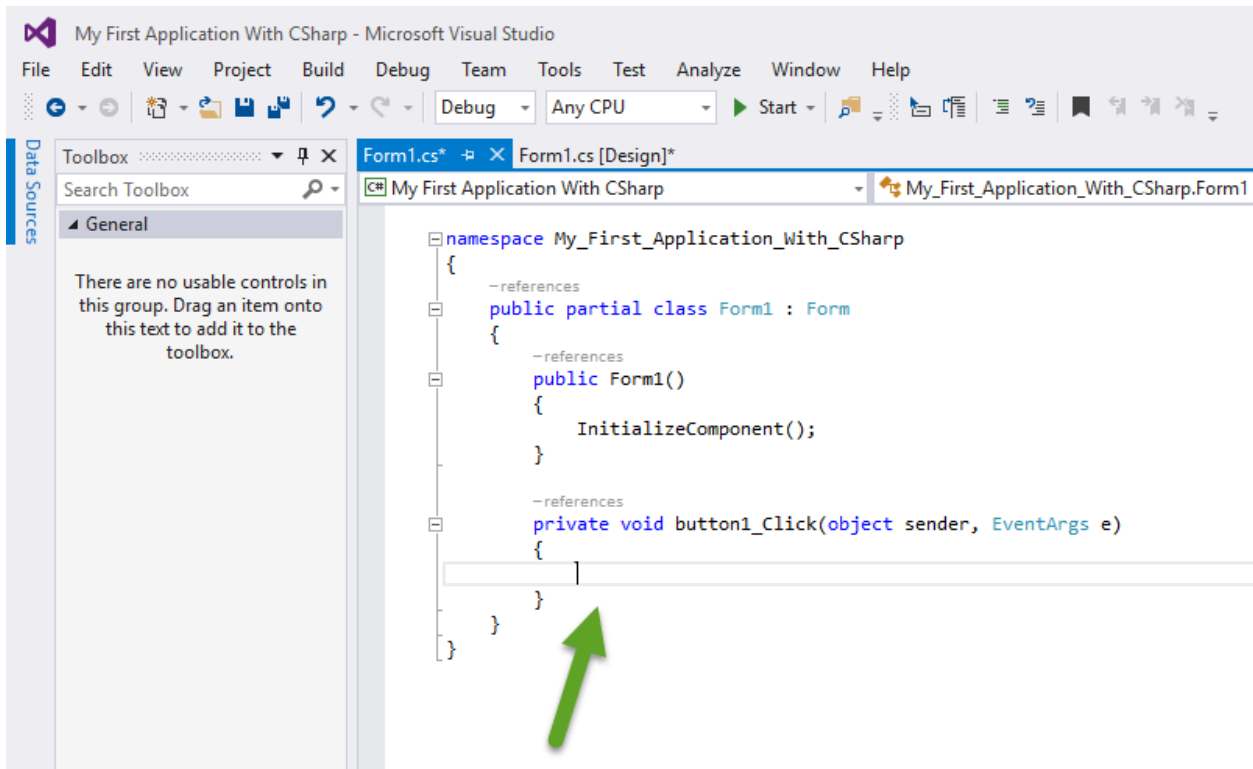 My First Application With CSharp - Microsoft Visual Studio
File Edit View Project Build Debug Team Tools Test Analyze Window Help
Debug Any CPU Start
Data Sources
Toolbox
Form1.cs* Form1.cs [Design]*
Search Toolbox
C# My First Application With CSharp My_First_Application_With_CSharp.Form1
General
There are no usable controls in
this group. Drag an item onto
this text to add it to the
toolbox.
namespace My_First_Application_With_CSharp
{
–references
public partial class Form1 : Form
{
–references
public Form1()
{
InitializeComponent();
}
–references
private void button1_Click(object sender, EventArgs e)
{
}
}
}